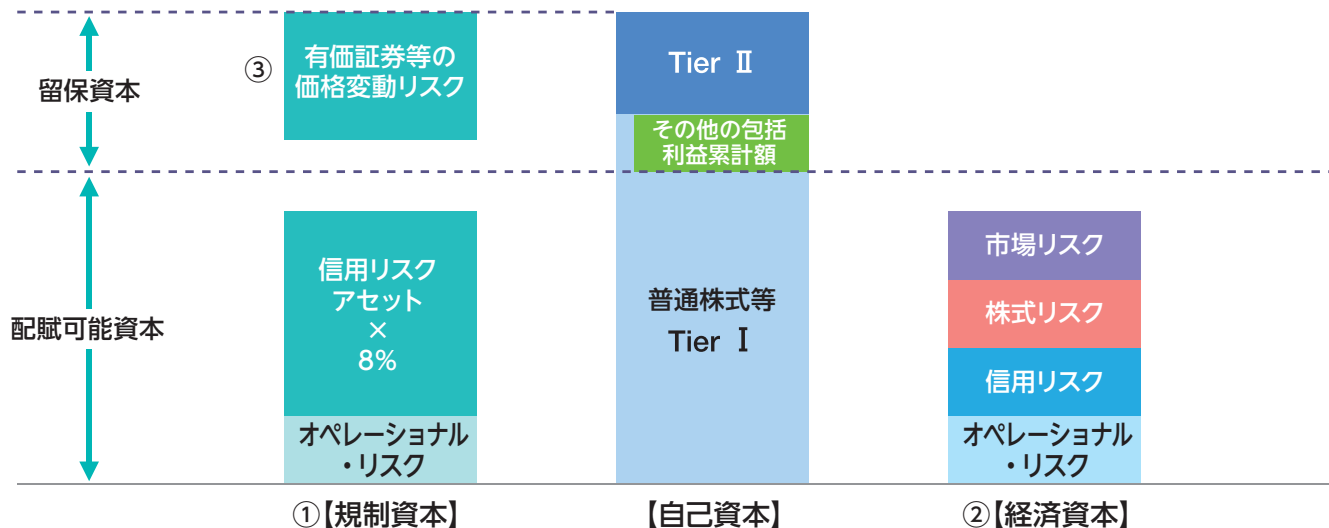 留保資本
配賦可能資本
③
有価証券等の
価格変動リスク
信用リスク
アセット
×
8%
オペレーショナル
・リスク
①【規制資本】
Tier Ⅱ
その他の包括
利益累計額
普通株式等
Tier Ⅰ
【自己資本】
市場リスク
株式リスク
信用リスク
オペレーショナル
・リスク
②【経済資本】